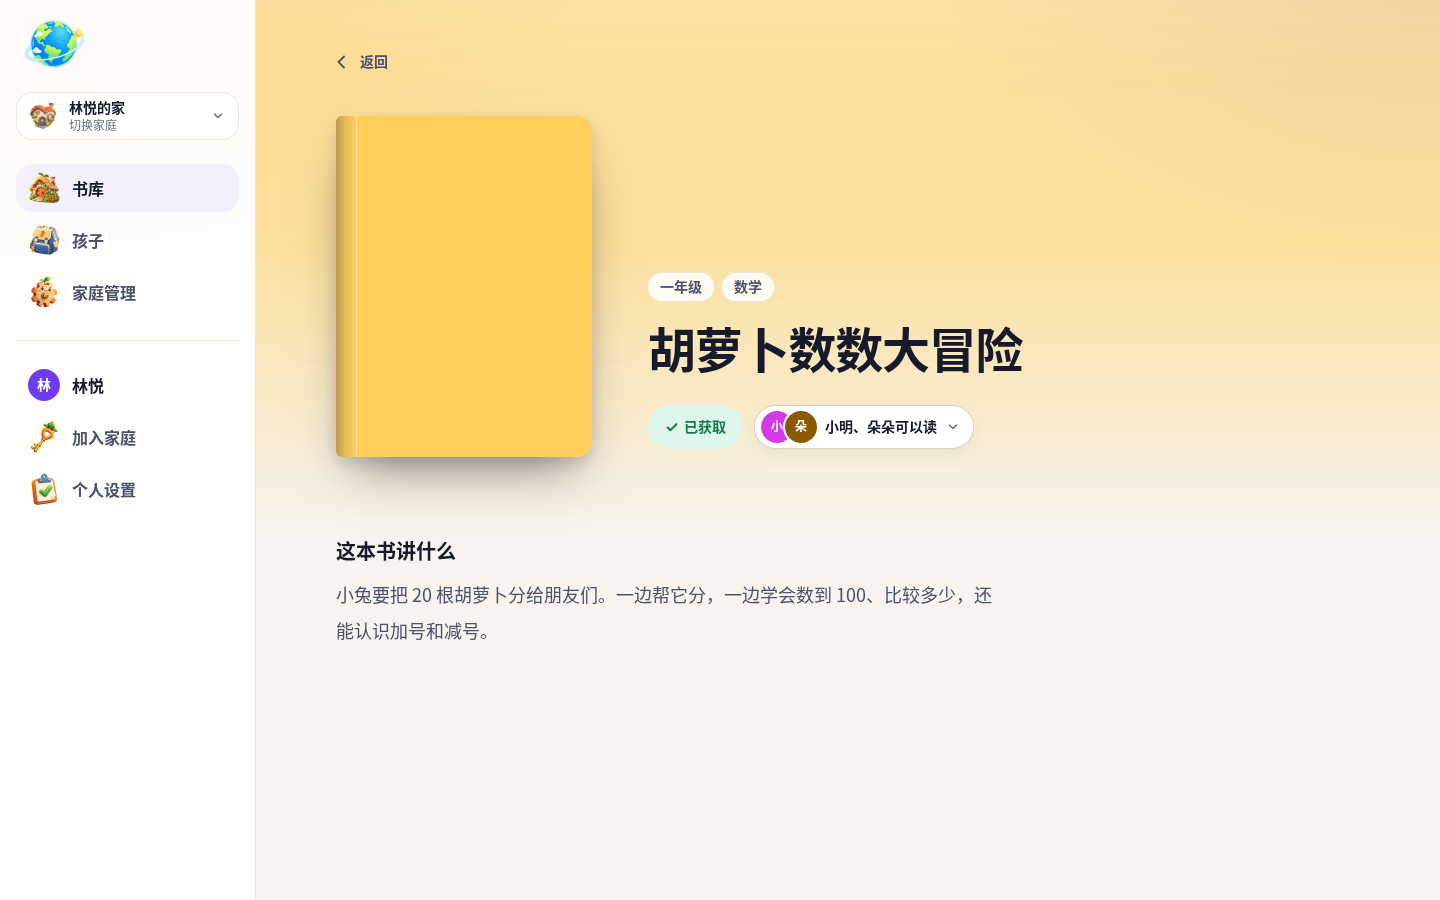 林悦的家
切换家庭
书库
孩子
家庭管理
林
林悦
加入家庭
个人设置
返回
一年级
数学
胡萝卜数数大冒险
已获取
小
朵
小明、朵朵可以读
这本书讲什么
小兔要把 20 根胡萝卜分给朋友们。一边帮它分，一边学会数到 100、比较多少，还
能认识加号和减号。